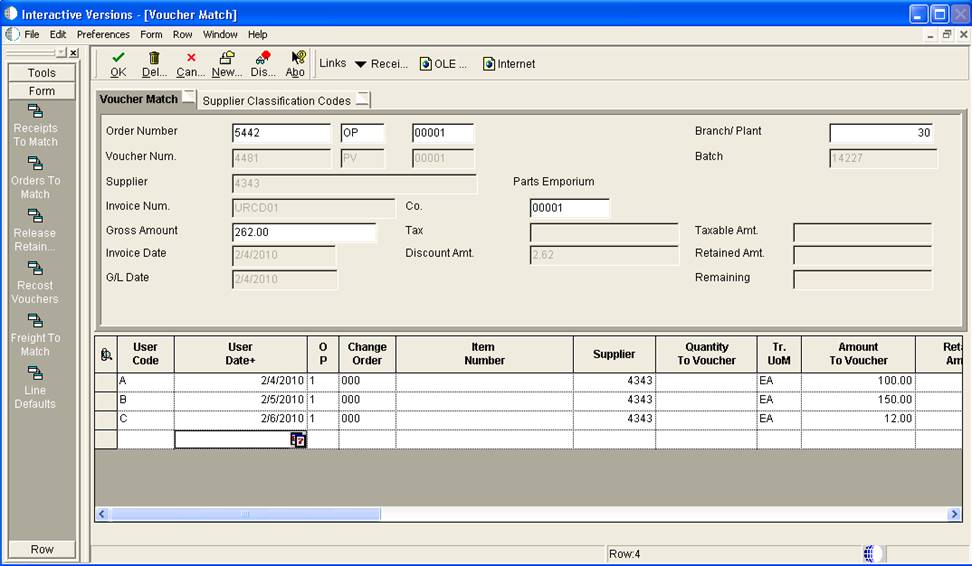 Interactive Versions - [Voucher Match]
File Edit Preferences Form Row Window Help
OK Del... Can... New... Dis... Abo Links Recei... OLE ... Internet
Tools
Form
Receipts
To Match
Orders To
Match
Release
Retain...
Recost
Vouchers
Freight To
Match
Line
Defaults
Row
Voucher Match Supplier Classification Codes
Order Number 5442 OP 00001 Branch/ Plant 30
Voucher Num. 4481 PV 00001 Batch 14227
Supplier 4343 Parts Emporium
Invoice Num. URCD01 Co. 00001
Gross Amount 262.00 Tax Taxable Amt.
Invoice Date 2/4/2010 Discount Amt. 2.62 Retained Amt.
G/L Date 2/4/2010 Remaining
User Code User Date+ O P Change Order Item Number Supplier Quantity To Voucher Tr. UoM Amount To Voucher Reta Am
A 2/4/2010 1 000 4343 EA 100.00
B 2/5/2010 1 000 4343 EA 150.00
C 2/6/2010 1 000 4343 EA 12.00
Row:4